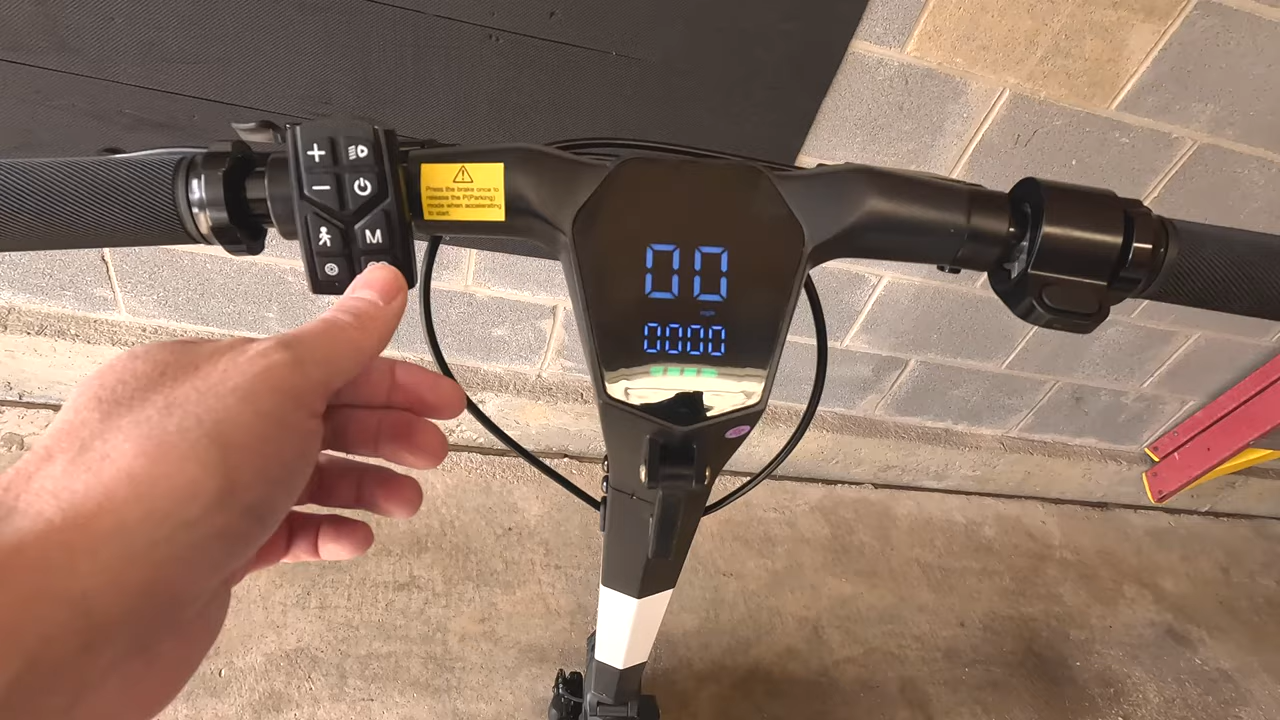 +
−
M
Press the brake once to
release the P(Parking)
mode when accelerating
to start.
00
mph
0000